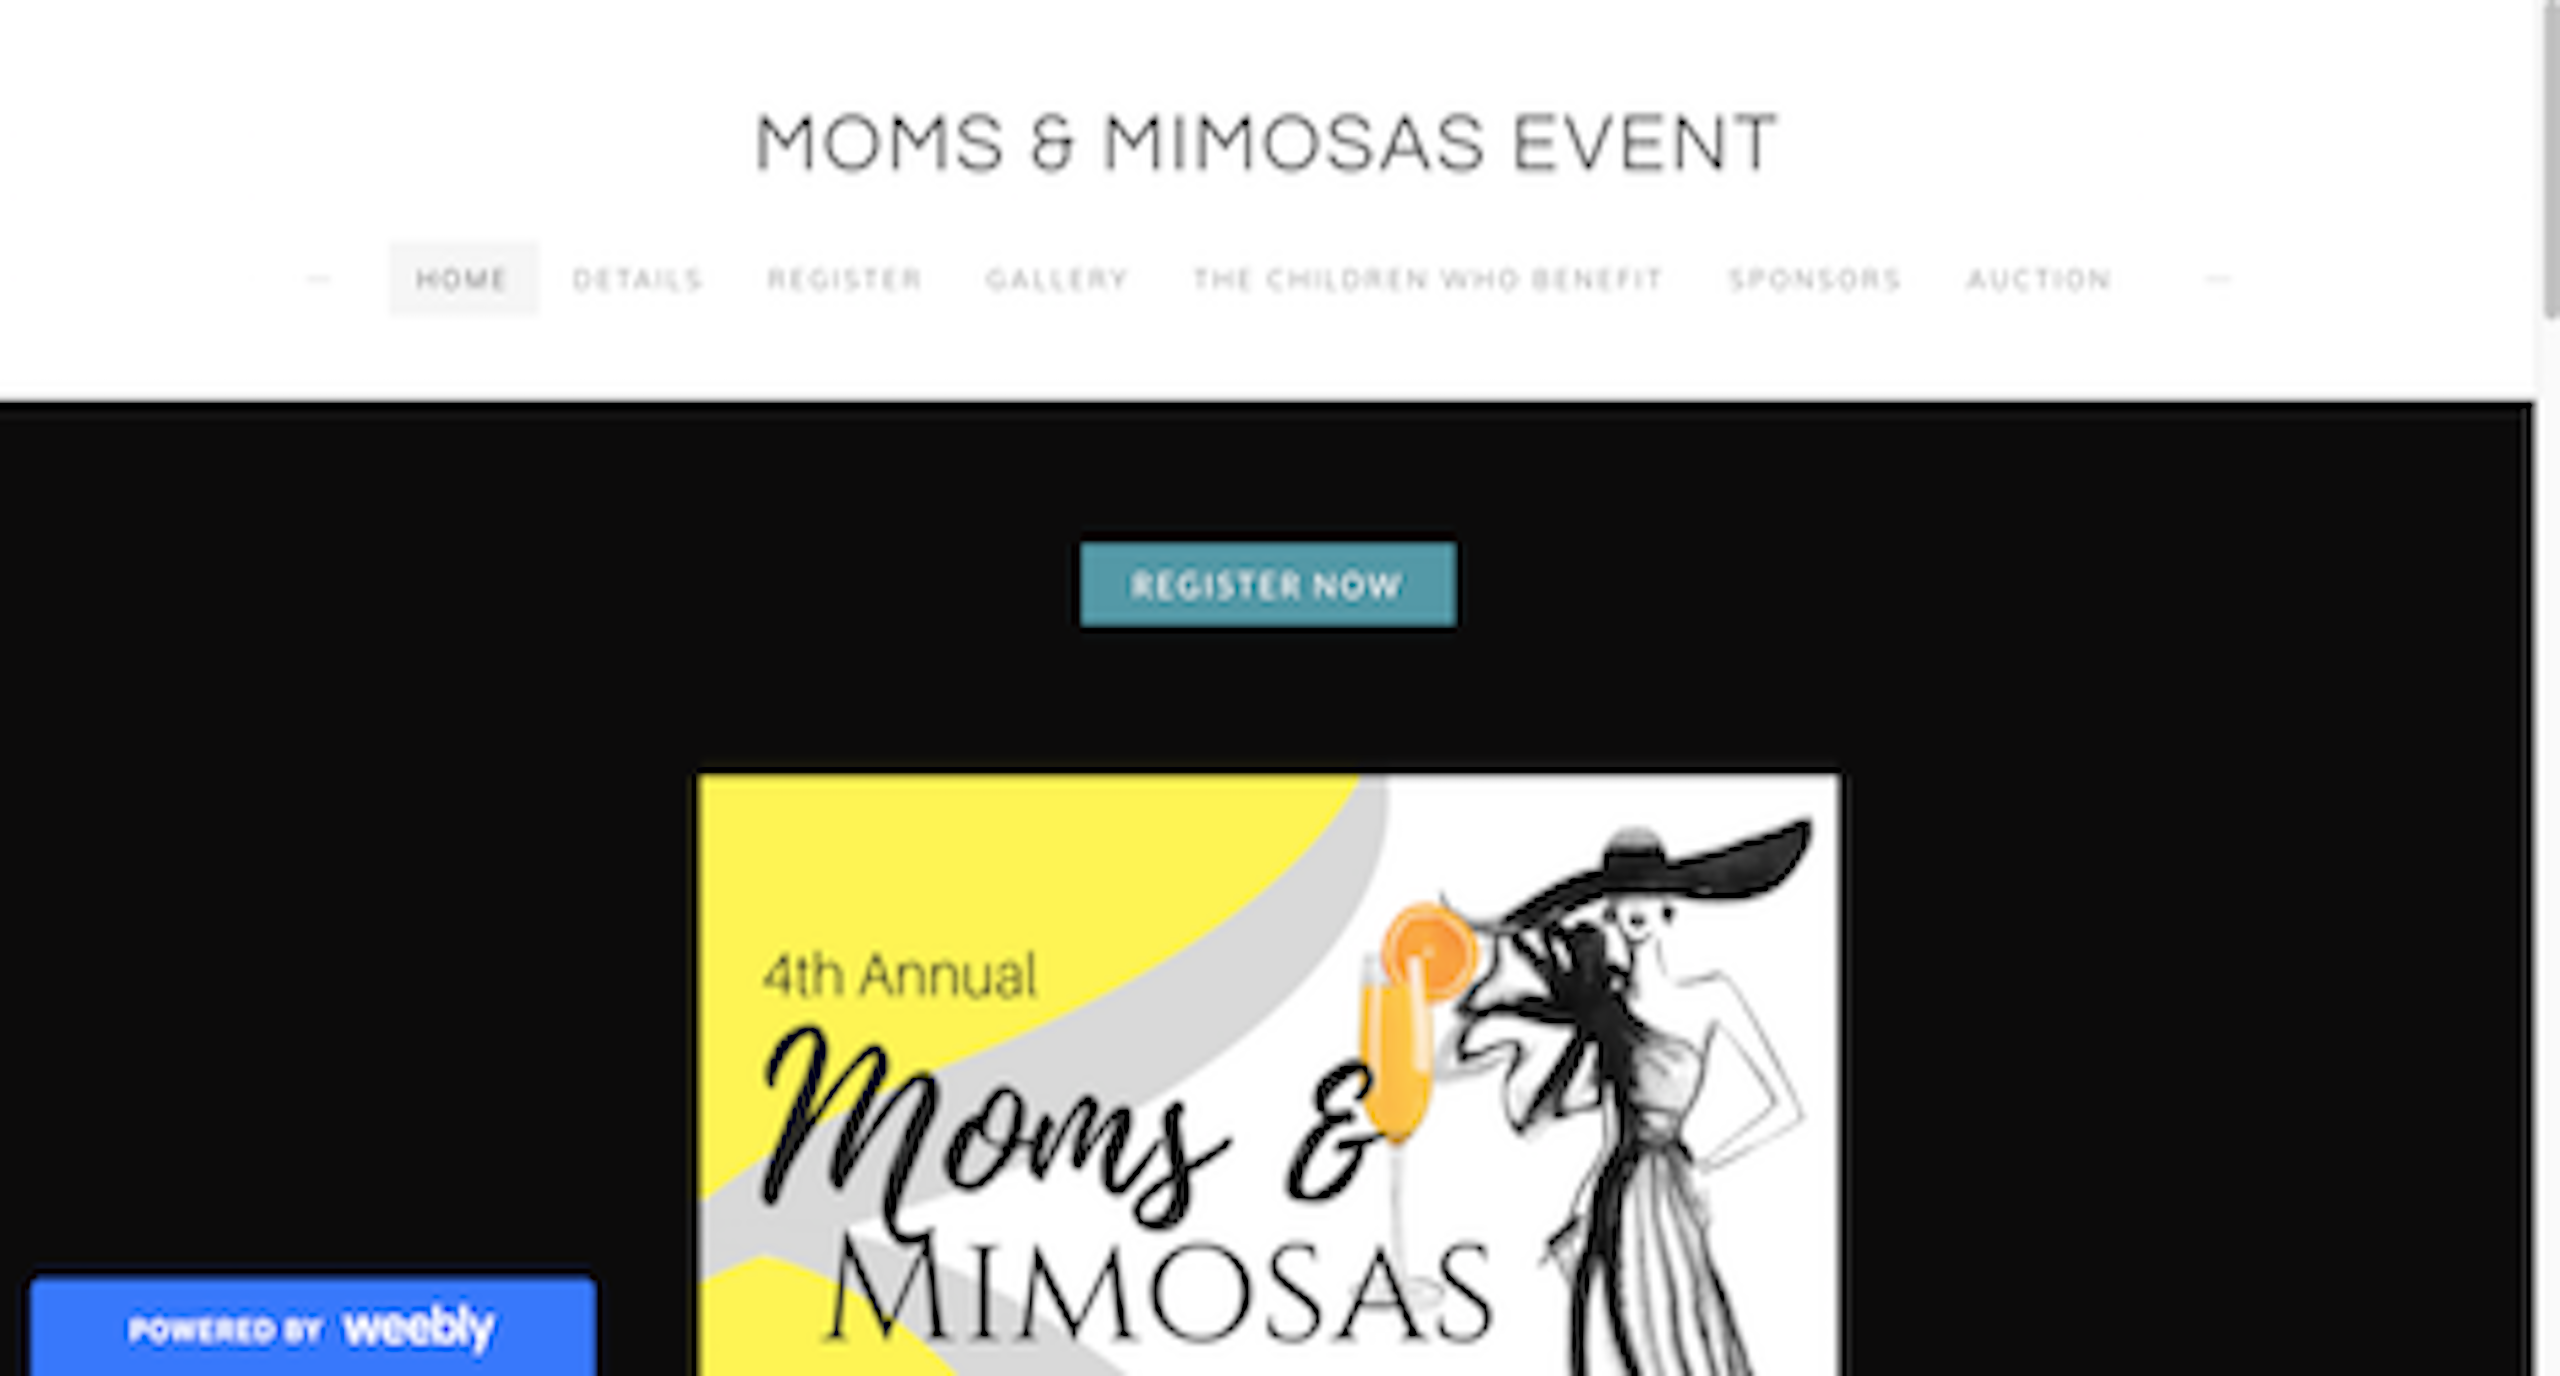 MOMS & MIMOSAS EVENT
HOME DETAILS REGISTER GALLERY THE CHILDREN WHO BENEFIT SPONSORS AUCTION
REGISTER NOW
4th Annual
Moms &
MIMOSAS
POWERED BY weebly